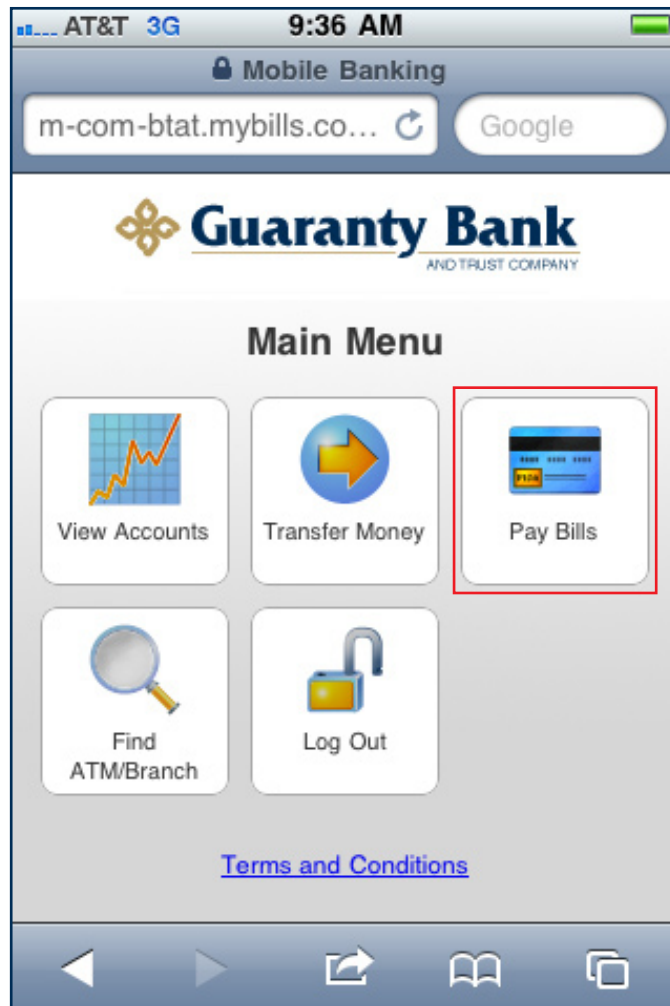 AT&T 3G 9:36 AM
Mobile Banking
m-com-btat.mybills.co... Google
Guaranty Bank
AND TRUST COMPANY
Main Menu
View Accounts Transfer Money Pay Bills
Find
ATM/Branch
Log Out
Terms and Conditions